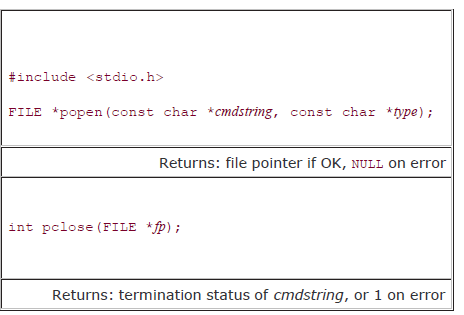 #include <stdio.h>
FILE *popen(const char *cmdstring, const char *type);
Returns: file pointer if OK, NULL on error
int pclose(FILE *fp);
Returns: termination status of cmdstring, or 1 on error